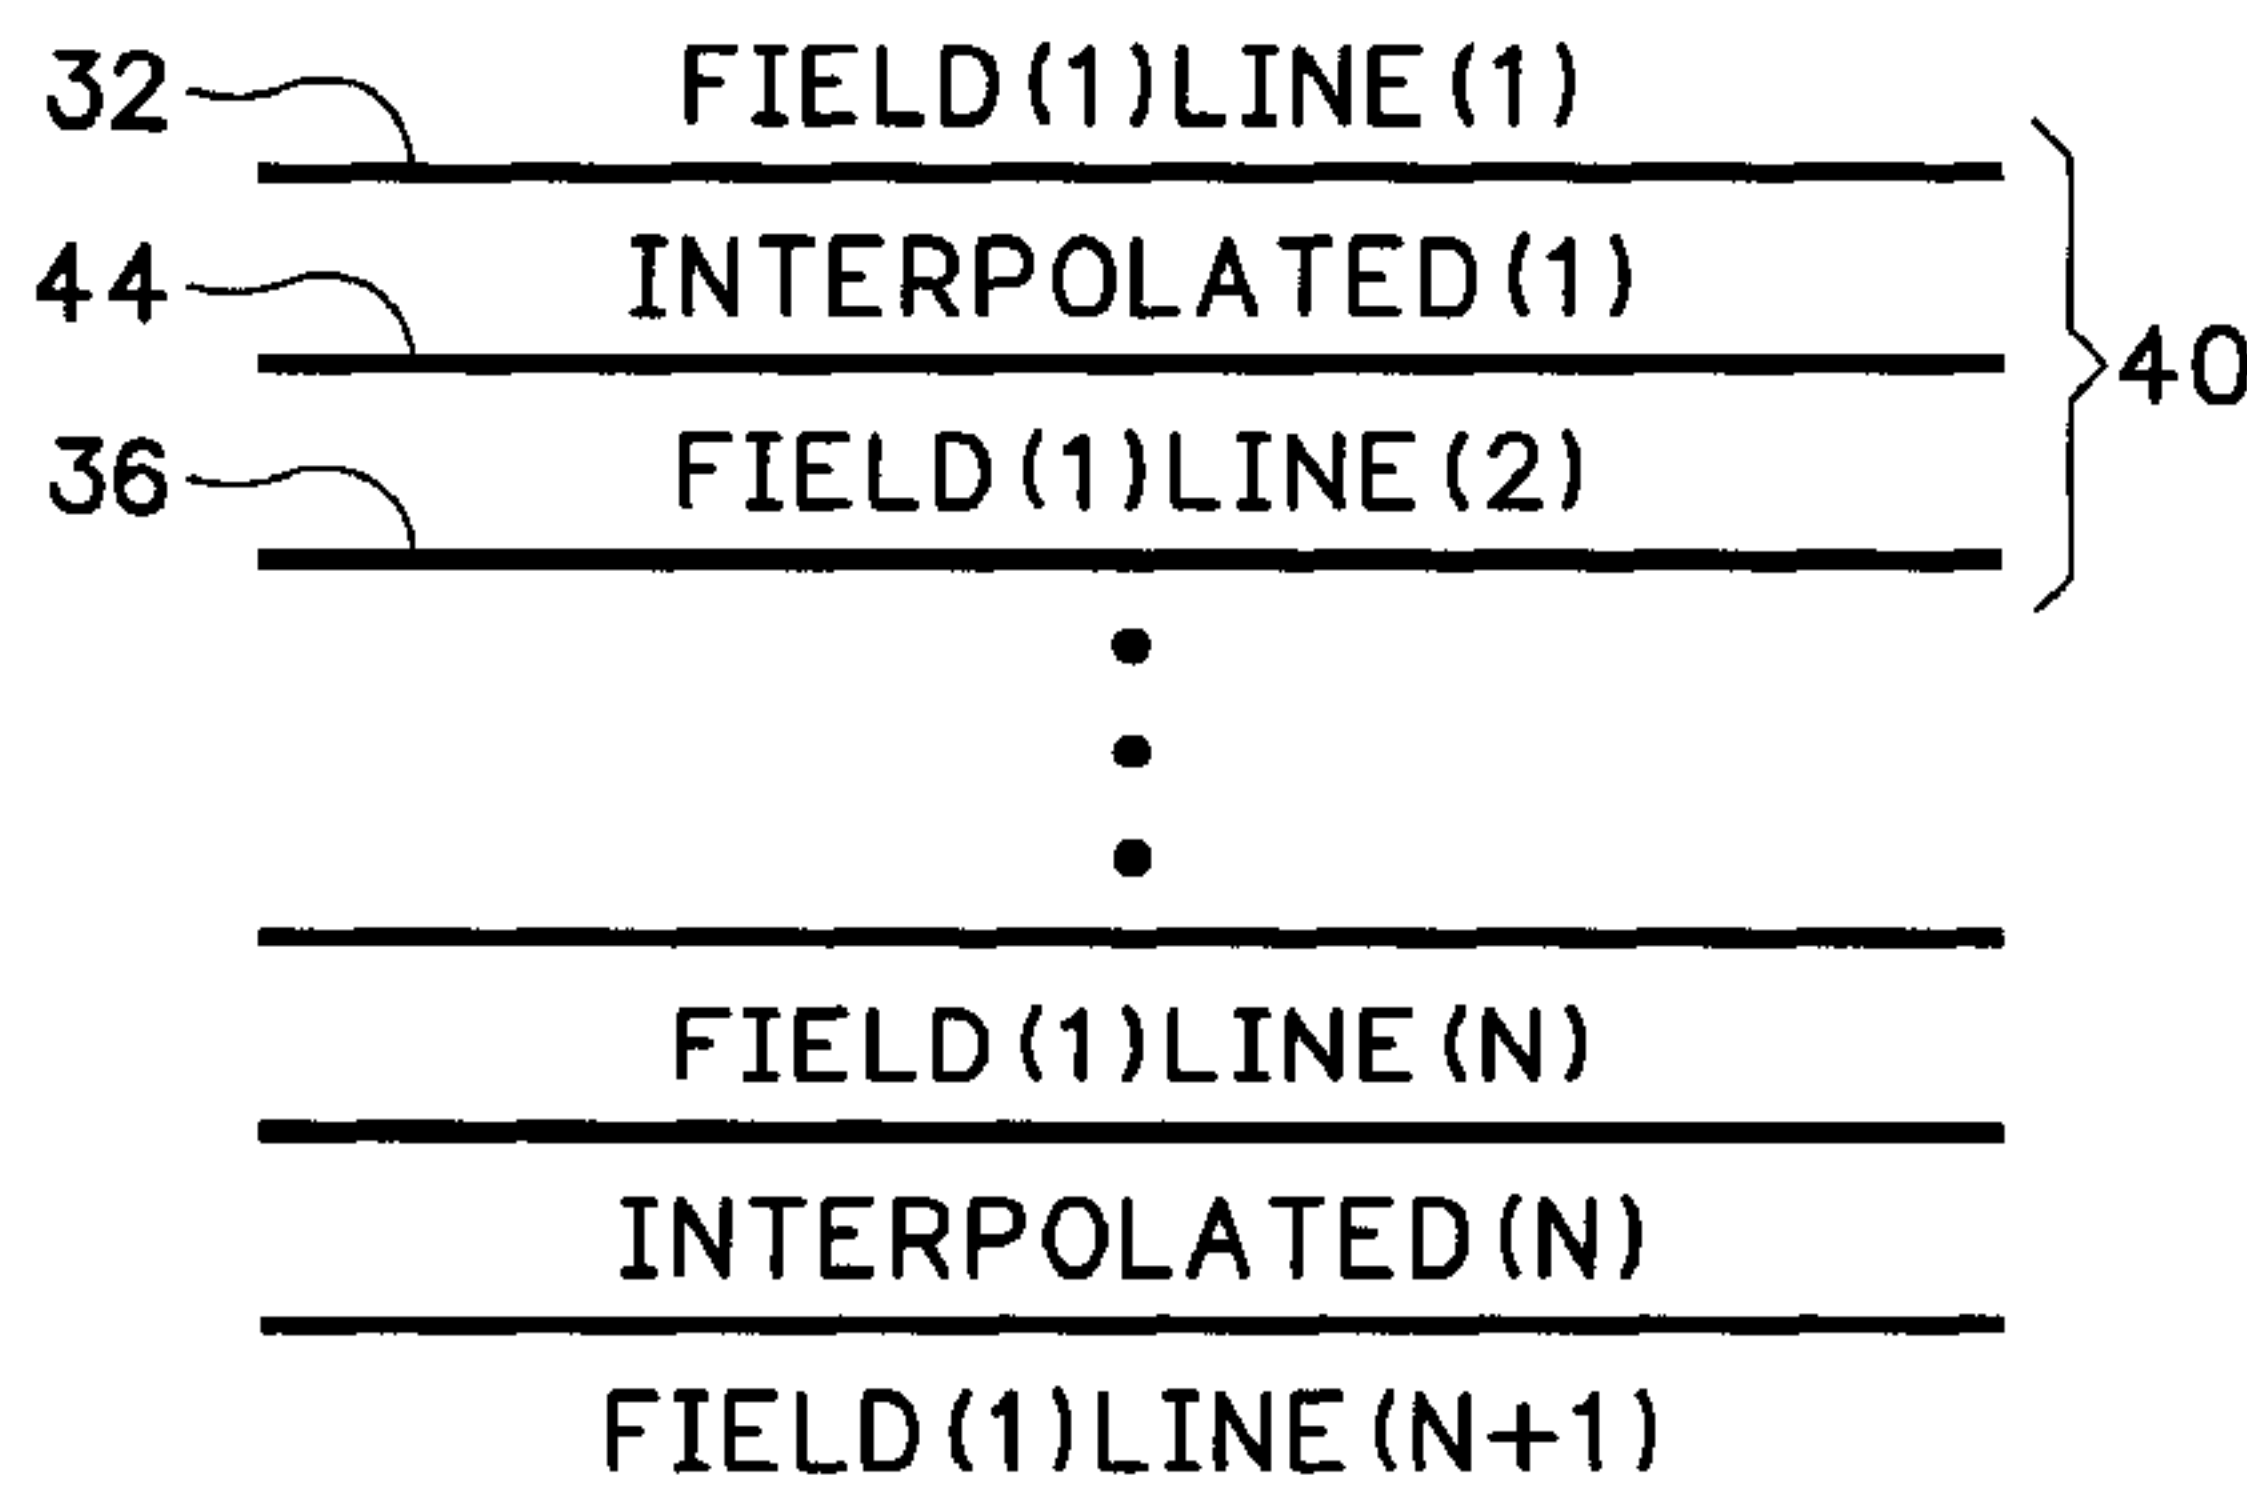 32 FIELD(1)LINE(1)
44 INTERPOLATED(1)
40
36 FIELD(1)LINE(2)
FIELD(1)LINE(N)
INTERPOLATED(N)
FIELD(1)LINE(N+1)